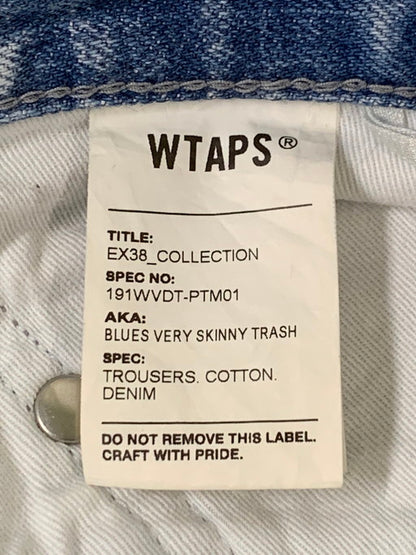 WTAPS®
TITLE:
EX38_COLLECTION
SPEC NO:
191WVDT-PTM01
AKA:
BLUES VERY SKINNY TRASH
SPEC:
TROUSERS. COTTON.
DENIM
DO NOT REMOVE THIS LABEL.
CRAFT WITH PRIDE.